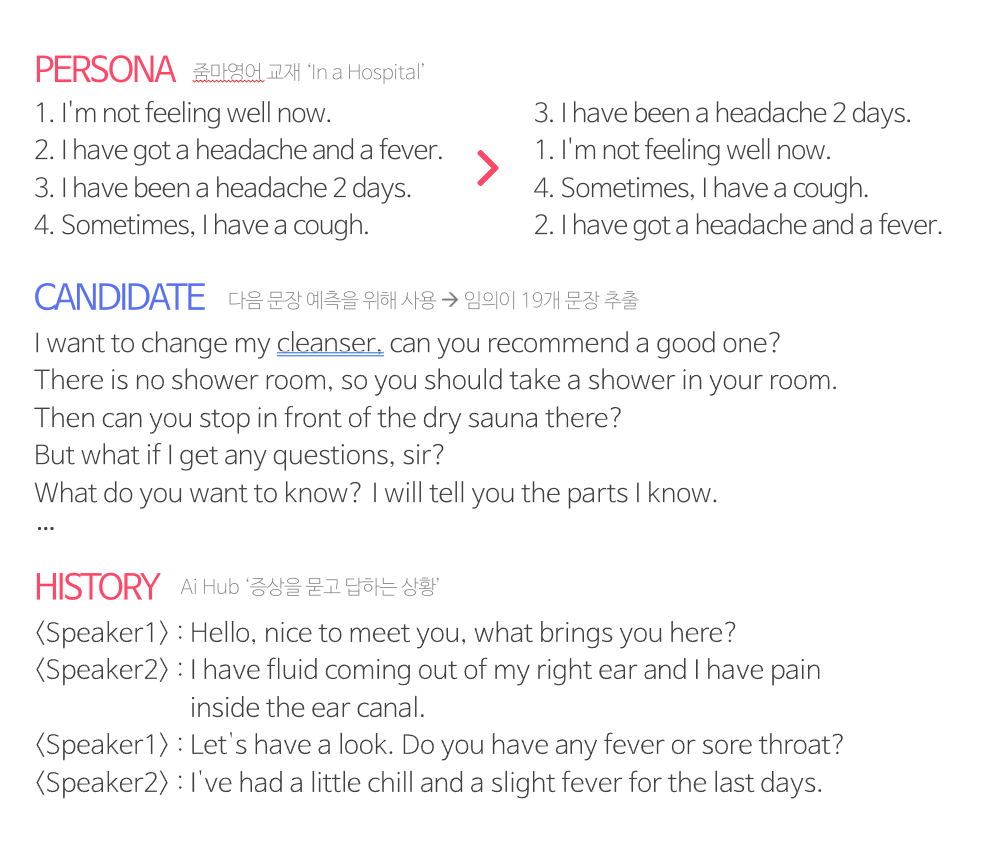 PERSONA 줌마영어 교재 ‘In a Hospital’
1. I'm not feeling well now.
2. I have got a headache and a fever.
3. I have been a headache 2 days.
4. Sometimes, I have a cough.
3. I have been a headache 2 days.
1. I'm not feeling well now.
4. Sometimes, I have a cough.
2. I have got a headache and a fever.
CANDIDATE 다음 문장 예측을 위해 사용 → 임의이 19개 문장 추출
I want to change my cleanser. can you recommend a good one?
There is no shower room, so you should take a shower in your room.
Then can you stop in front of the dry sauna there?
But what if I get any questions, sir?
What do you want to know? I will tell you the parts I know.
...
HISTORY Ai Hub ‘증상을 묻고 답하는 상황’
〈Speaker1〉 : Hello, nice to meet you, what brings you here?
〈Speaker2〉 : I have fluid coming out of my right ear and I have pain
inside the ear canal.
〈Speaker1〉 : Let's have a look. Do you have any fever or sore throat?
〈Speaker2〉 : I've had a little chill and a slight fever for the last days.